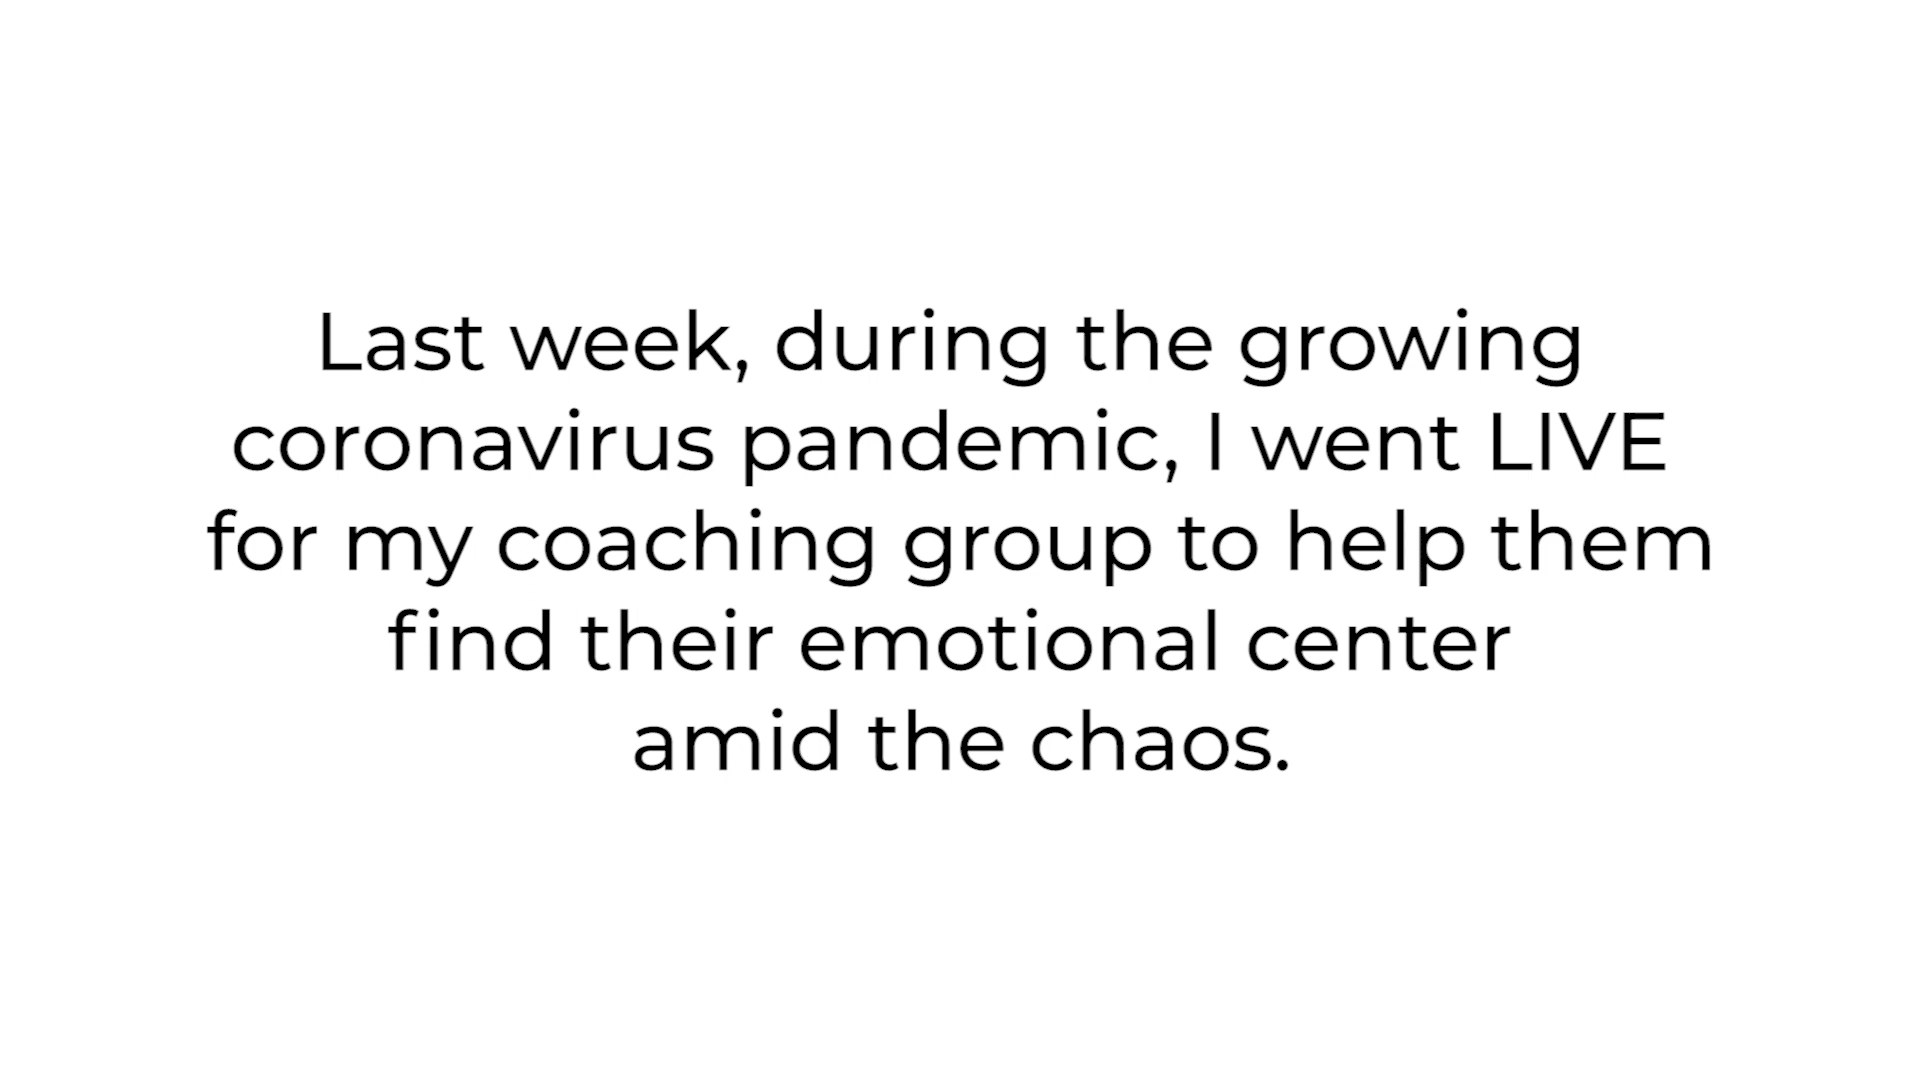 Last week, during the growing
coronavirus pandemic, I went LIVE
for my coaching group to help them
find their emotional center
amid the chaos.